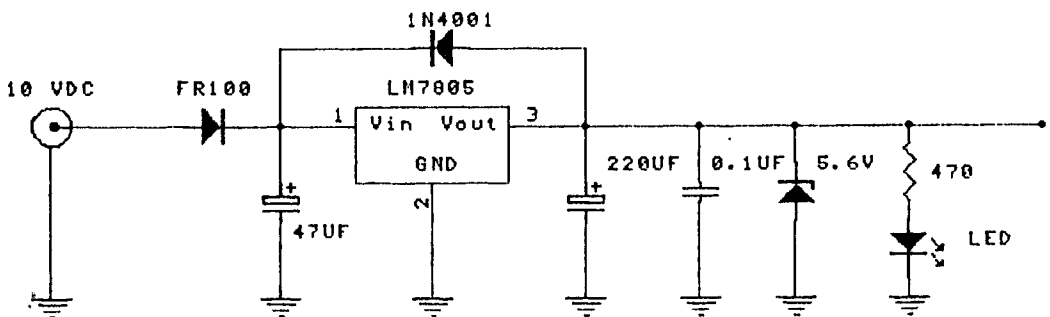 1N4001
10 VDC
FR100
LM7805
1
Vin
Vout
3
GND
2
220UF
0.1UF
5.6V
470
+
+
47UF
LED